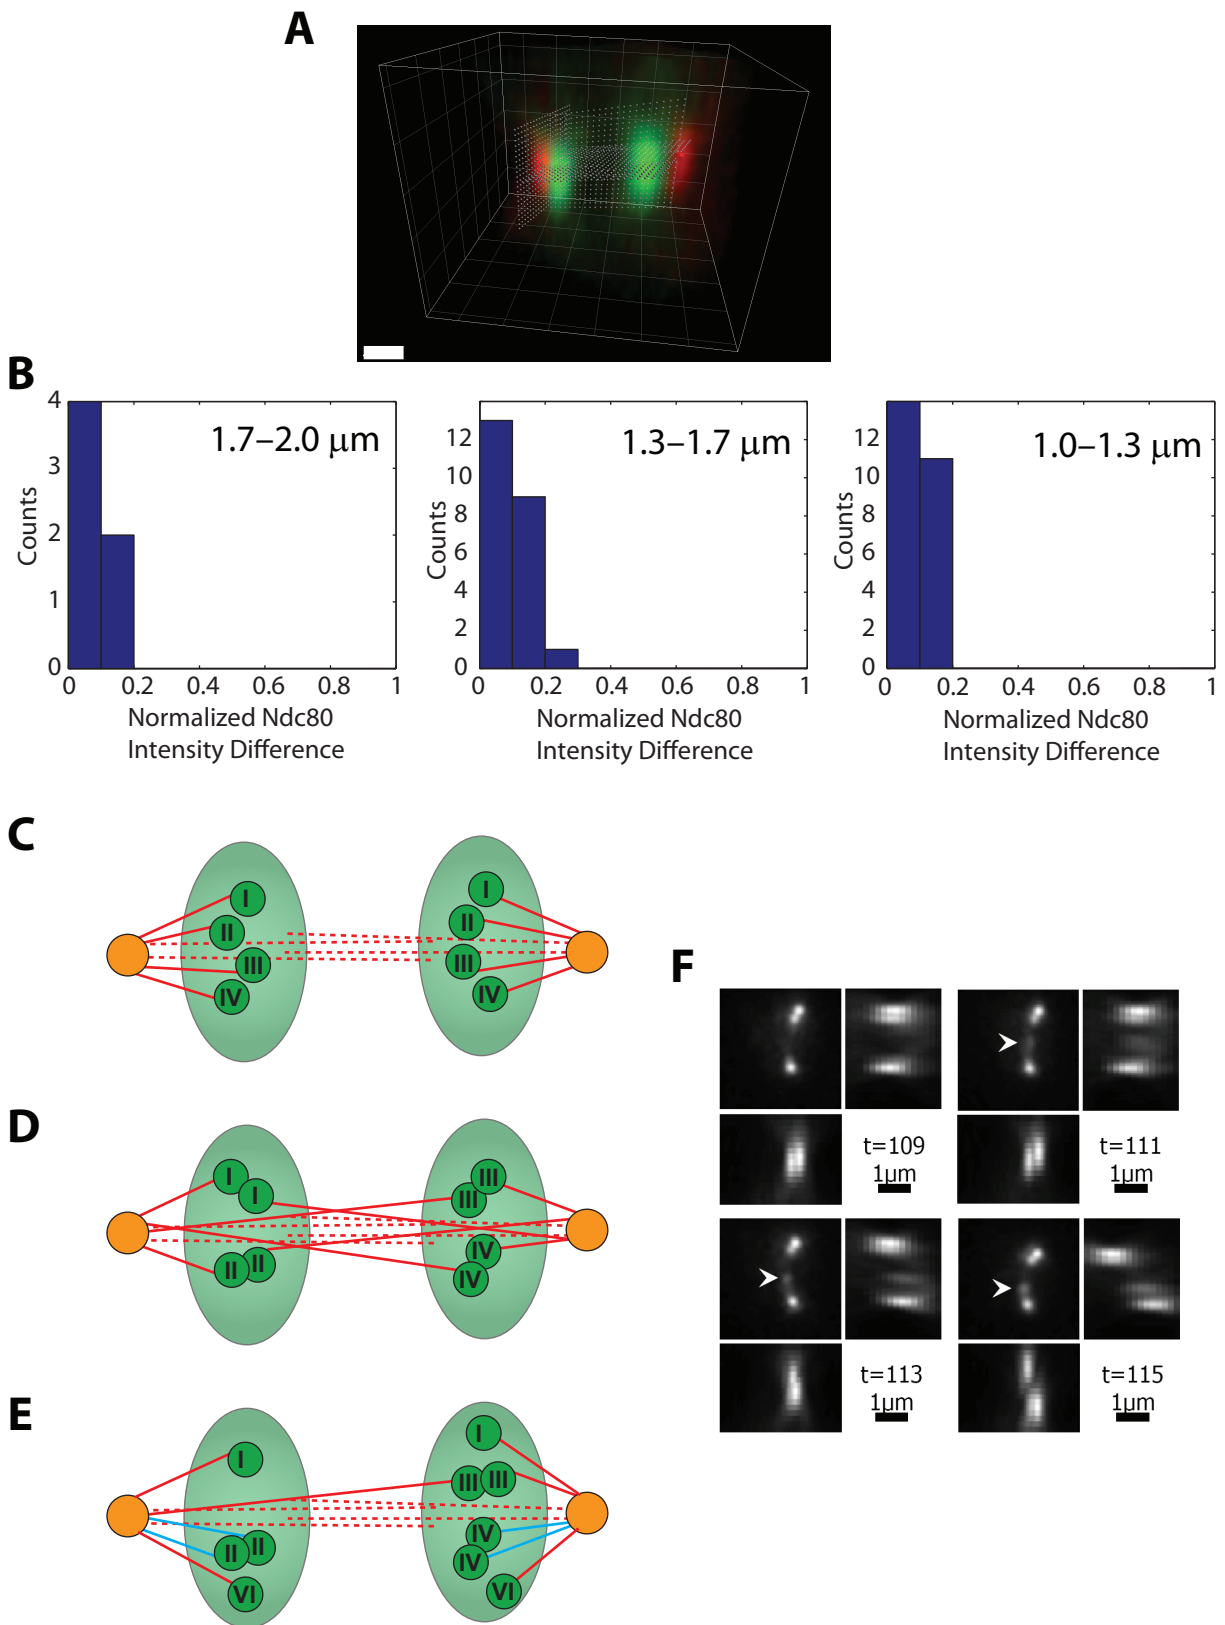 A
B
4
3
2
1
0
Counts
1.7–2.0 μm
0 0.2 0.4 0.6 0.8 1
Normalized Ndc80
Intensity Difference
12
10
8
6
4
2
0
Counts
1.3–1.7 μm
0 0.2 0.4 0.6 0.8 1
Normalized Ndc80
Intensity Difference
12
10
8
6
4
2
0
Counts
1.0–1.3 μm
0 0.2 0.4 0.6 0.8 1
Normalized Ndc80
Intensity Difference
C
I
II
III
IV
I
II
III
IV
D
I
I
II
II
III
III
IV
IV
E
I
II
II
VI
I
III
III
IV
IV
VI
F
t=109
1μm
t=111
1μm
t=113
1μm
t=115
1μm